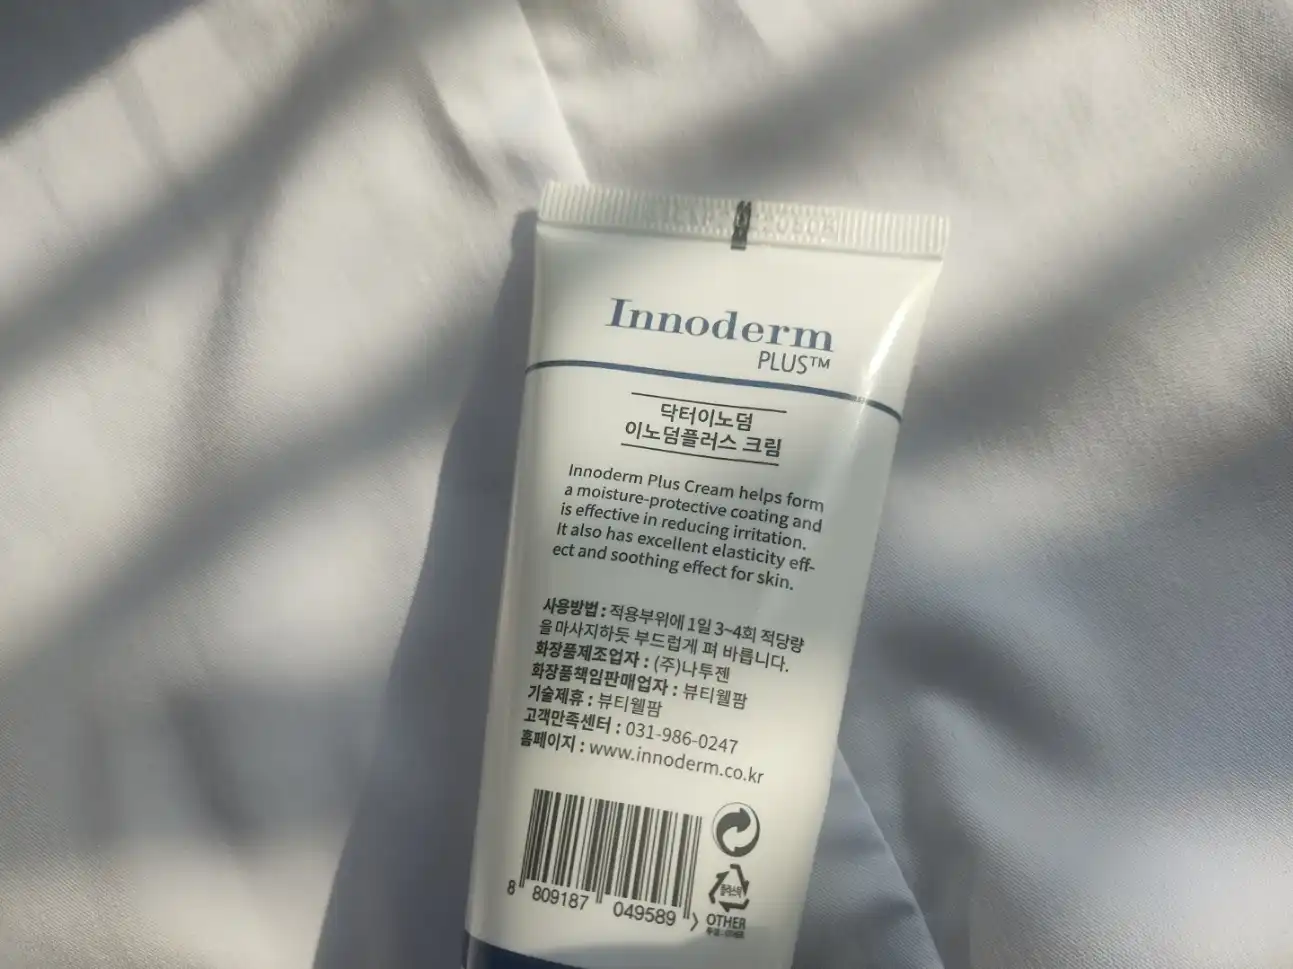 Innoderm
PLUS™
닥터이노덤
이노덤플러스 크림
Innoderm Plus Cream helps form
a moisture-protective coating and
is effective in reducing irritation.
It also has excellent elasticity eff-
ect and soothing effect for skin.
사용방법 : 적용부위에 1일 3~4회 적당량
을 마사지하듯 부드럽게 펴 바릅니다.
화장품제조업자 : (주)나투젠
화장품책임판매업자 : 뷰티웰팜
기술제휴 : 뷰티웰팜
고객만족센터 : 031-986-0247
홈페이지 : www.innoderm.co.kr
8 809187 049589 >
플라스틱
OTHER